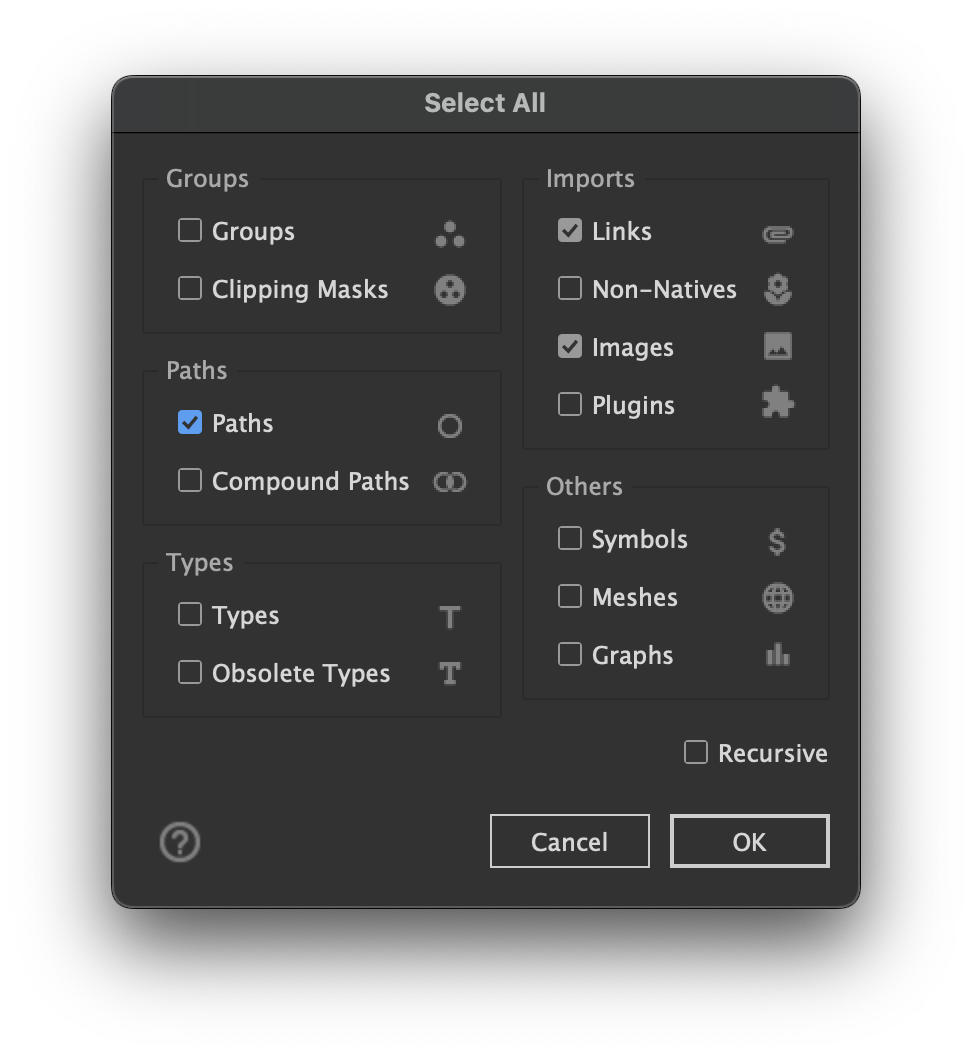 Select All
Groups
Groups
Clipping Masks
Paths
Paths
Compound Paths
Types
Types
Obsolete Types
Imports
Links
Non-Natives
Images
Plugins
Others
Symbols
Meshes
Graphs
Recursive
Cancel
OK